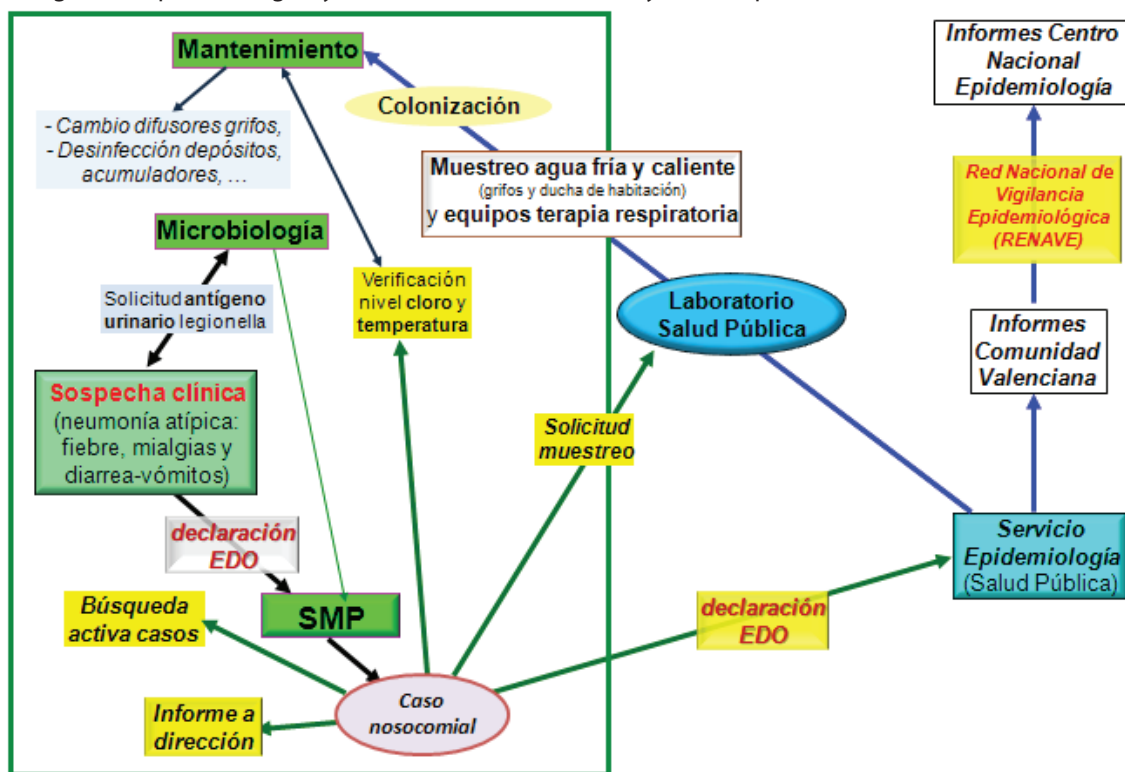 Mantenimiento
Colonización
- Cambio difusores grifos,
- Desinfección depósitos,
acumuladores, …
Muestreo agua fría y caliente
(grifos y ducha de habitación)
y equipos terapia respiratoria
Informes Centro
Nacional
Epidemiología
Red Nacional de
Vigilancia
Epidemiológica
(RENAVE)
Microbiología
Solicitud antígeno
urinario legionella
Verificación
nivel cloro y
temperatura
Laboratorio
Salud Pública
Informes
Comunidad
Valenciana
Sospecha clínica
(neumonía atípica:
fiebre, mialgias y
diarrea-vómitos)
Solicitud
muestreo
declaración
EDO
Servicio
Epidemiología
(Salud Pública)
Búsqueda
activa casos
SMP
declaración
EDO
Caso
nosocomial
Informe a
dirección